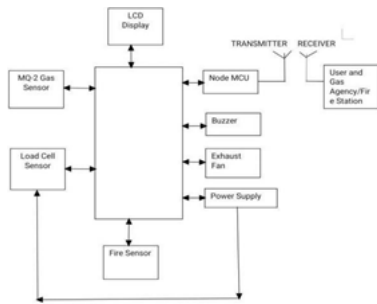 LCD
Display
TRANSMITTER RECEIVER
MQ-2 Gas
Sensor
Node MCU
User and
Gas
Agency/Fir
e Station
Buzzer
Load Cell
Sensor
Exhaust
Fan
Power Supply
Fire Sensor